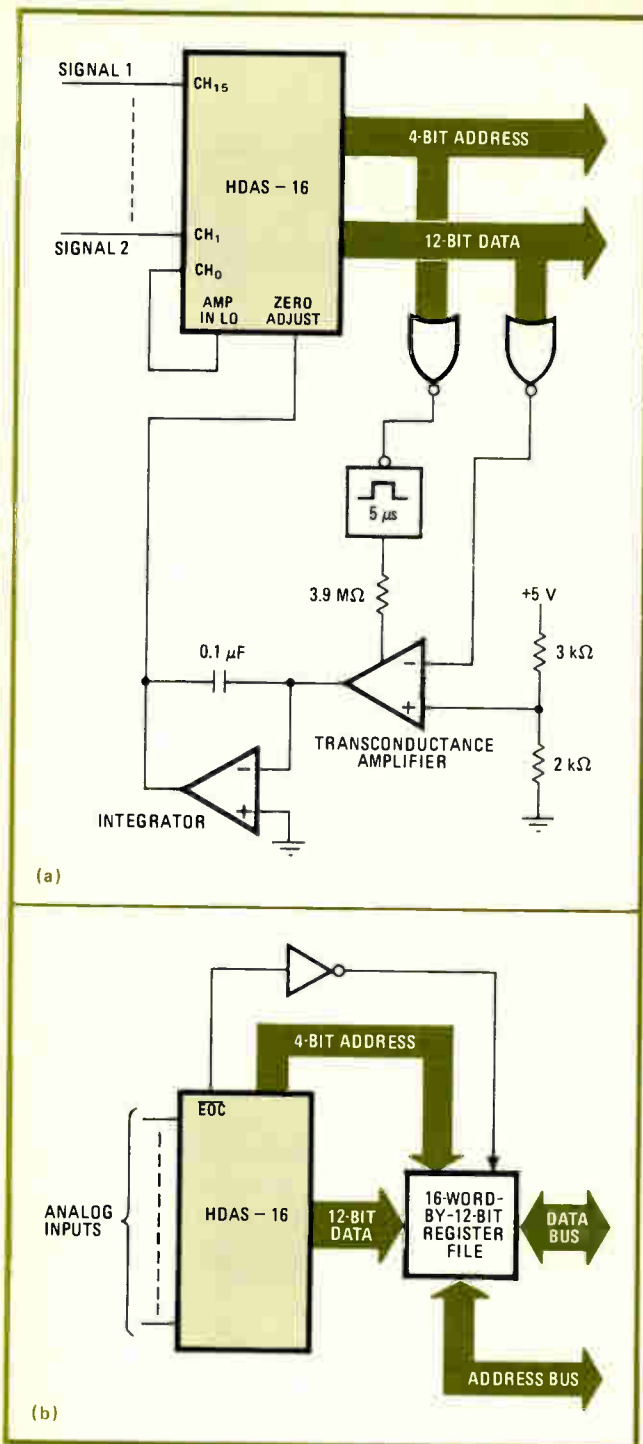 SIGNAL 1
CH15
4-BIT ADDRESS
HDAS – 16
12-BIT DATA
SIGNAL 2
CH1
CH0
AMP
IN LO
ZERO
ADJUST
5 µs
3.9 MΩ
+5 V
0.1 µF
3 kΩ
–
+
TRANSCONDUCTANCE
AMPLIFIER
2 kΩ
–
+
INTEGRATOR
(a)
4-BIT ADDRESS
EOC
ANALOG
INPUTS
HDAS – 16
12-BIT
DATA
16-WORD-
BY-12-BIT
REGISTER
FILE
DATA
BUS
ADDRESS BUS
(b)